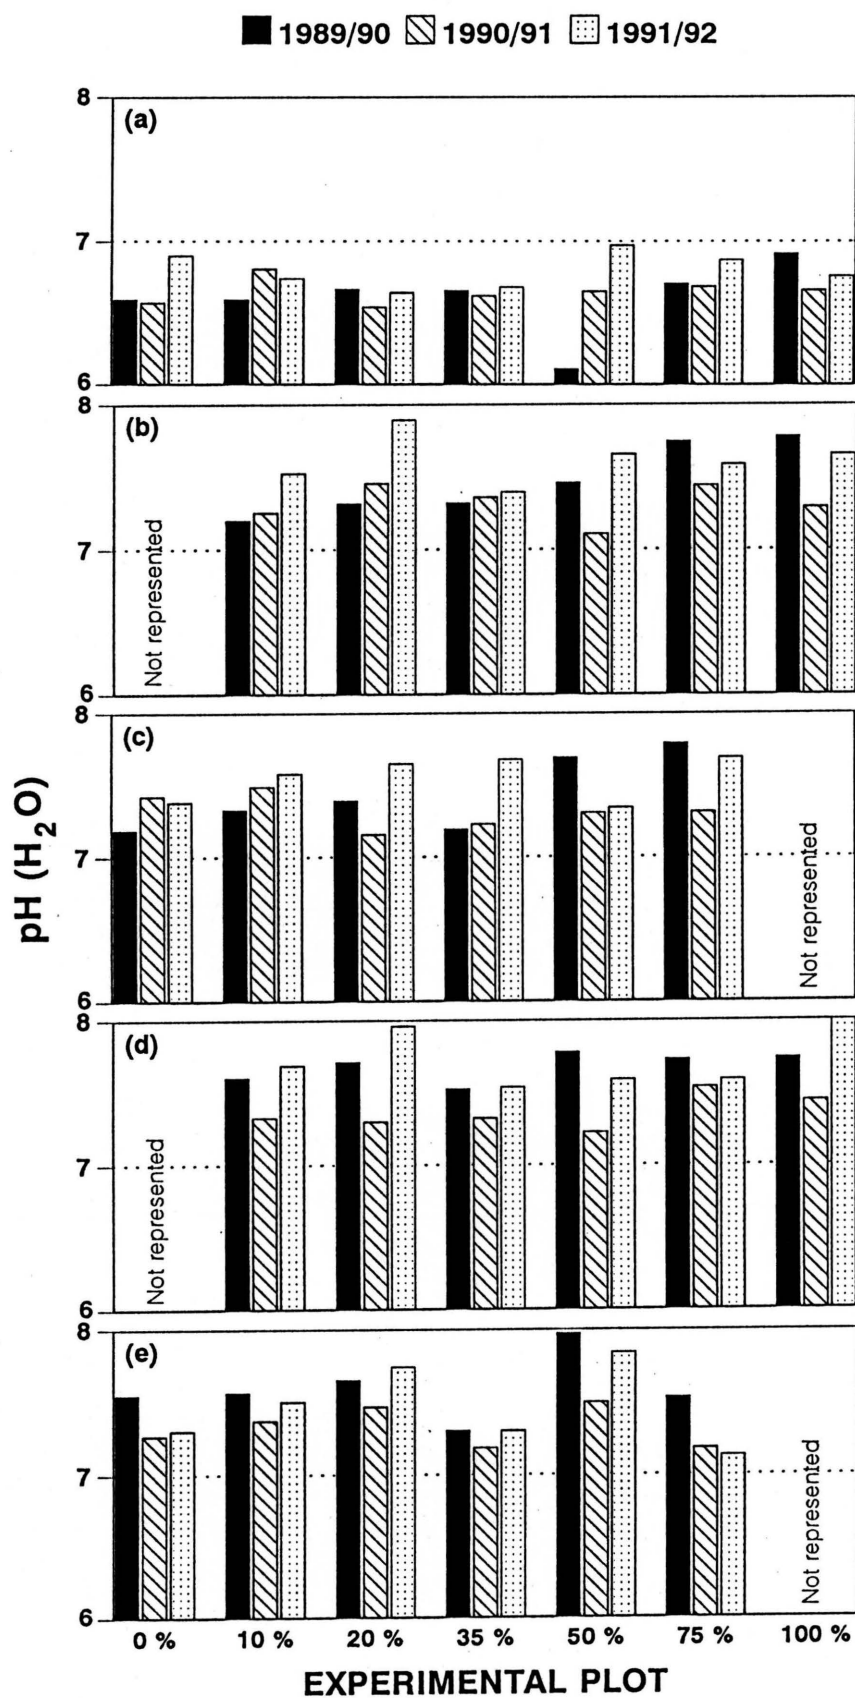 1989/90 1990/91 1991/92
8
(a)
7
6
8
(b)
7
Not represented
6
8
(c)
7
Not represented
6
pH (H2O)
8
(d)
7
Not represented
6
8
(e)
7
Not represented
6
0 % 10 % 20 % 35 % 50 % 75 % 100 %
EXPERIMENTAL PLOT